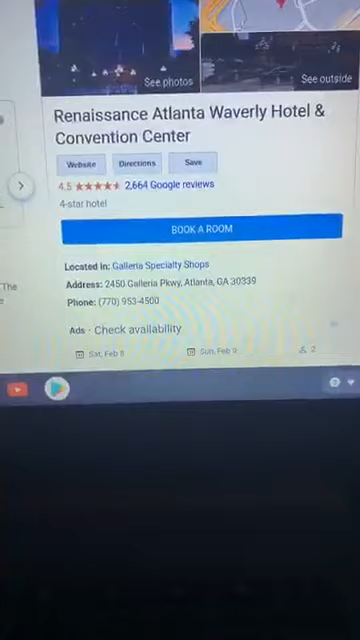 See photos
See outside
Renaissance Atlanta Waverly Hotel &
Convention Center
Website
Directions
Save
4.5 2,664 Google reviews
4-star hotel
BOOK A ROOM
Located in: Galleria Specialty Shops
The
Address: 2450 Galleria Pkwy, Atlanta, GA 30339
Phone: (770) 953-4500
Ads · Check availability
Sat, Feb 8
Sun, Feb 9
2